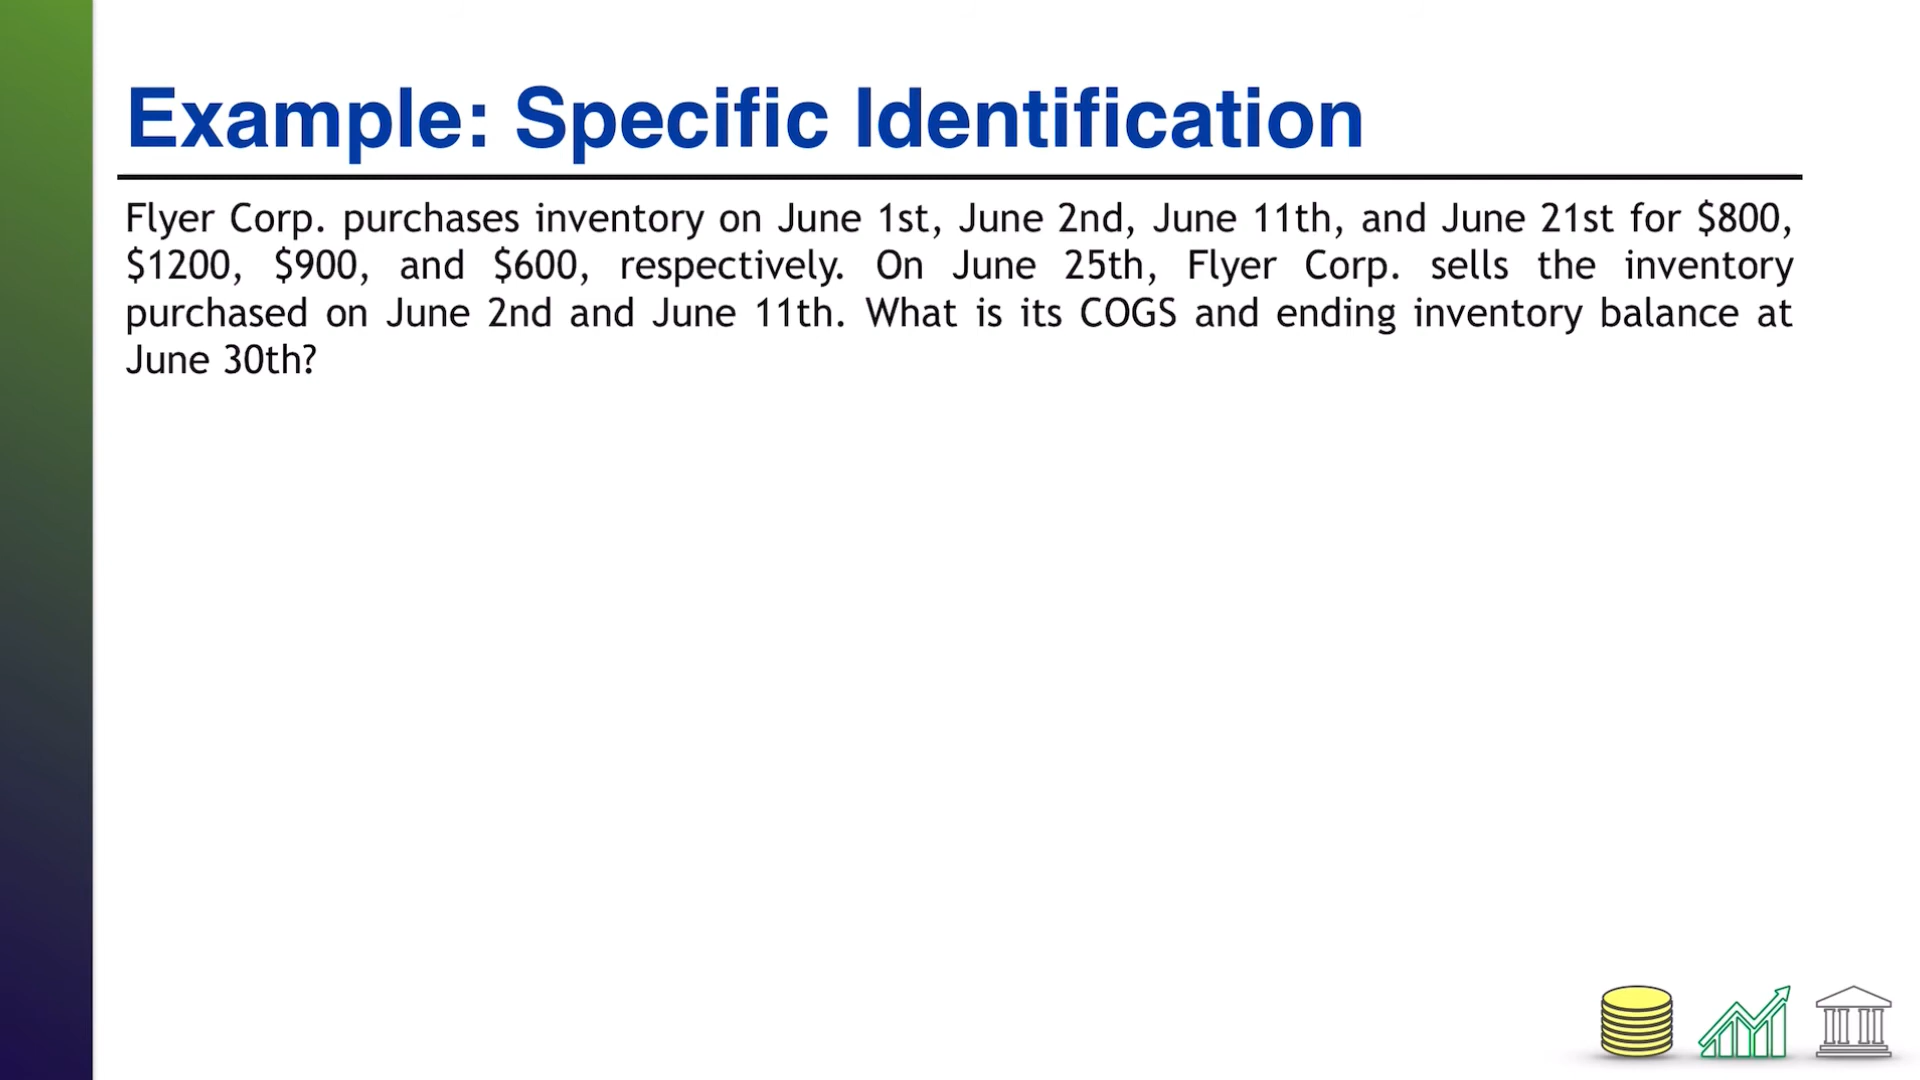 Example: Specific Identification
Flyer Corp. purchases inventory on June 1st, June 2nd, June 11th, and June 21st for $800,
$1200, $900, and $600, respectively. On June 25th, Flyer Corp. sells the inventory
purchased on June 2nd and June 11th. What is its COGS and ending inventory balance at
June 30th?